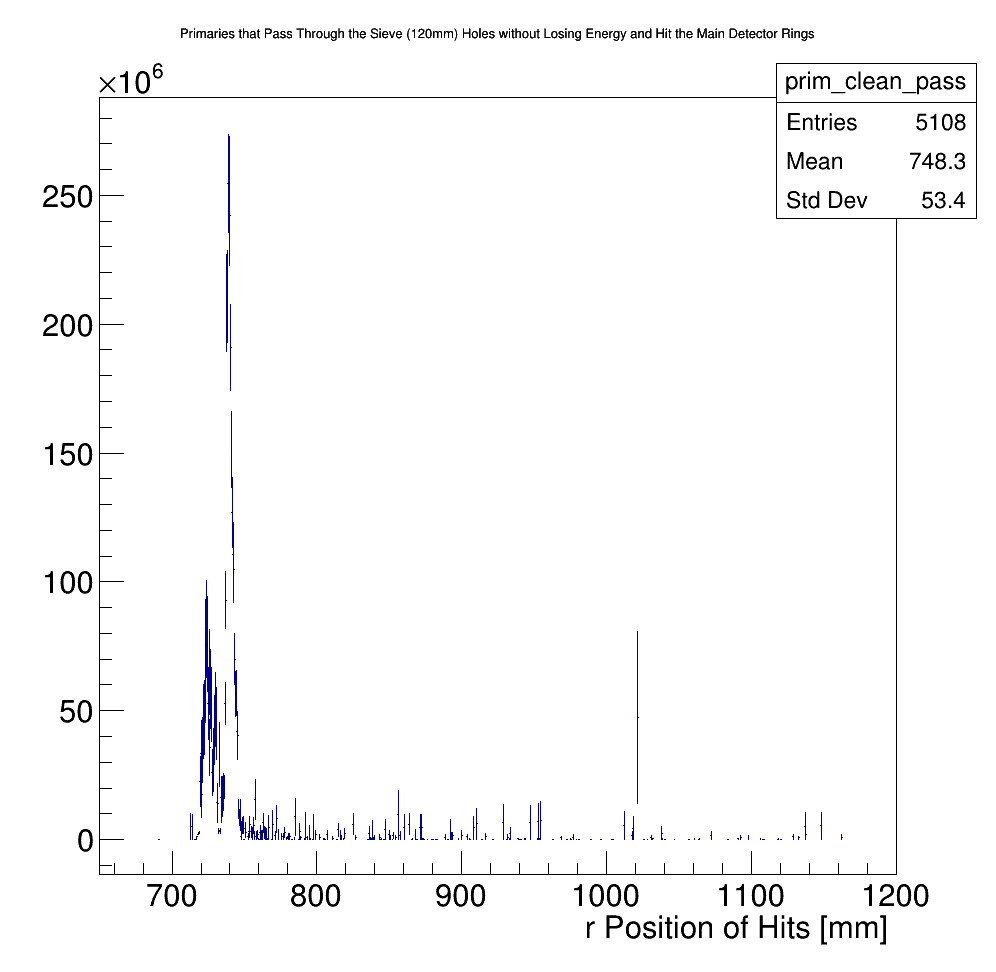 Primaries that Pass Through the Sieve (120mm) Holes without Losing Energy and Hit the Main Detector Rings
×10⁶
prim_clean_pass
Entries 5108
Mean 748.3
Std Dev 53.4
250
200
150
100
50
0
700 800 900 1000 1100 1200
r Position of Hits [mm]